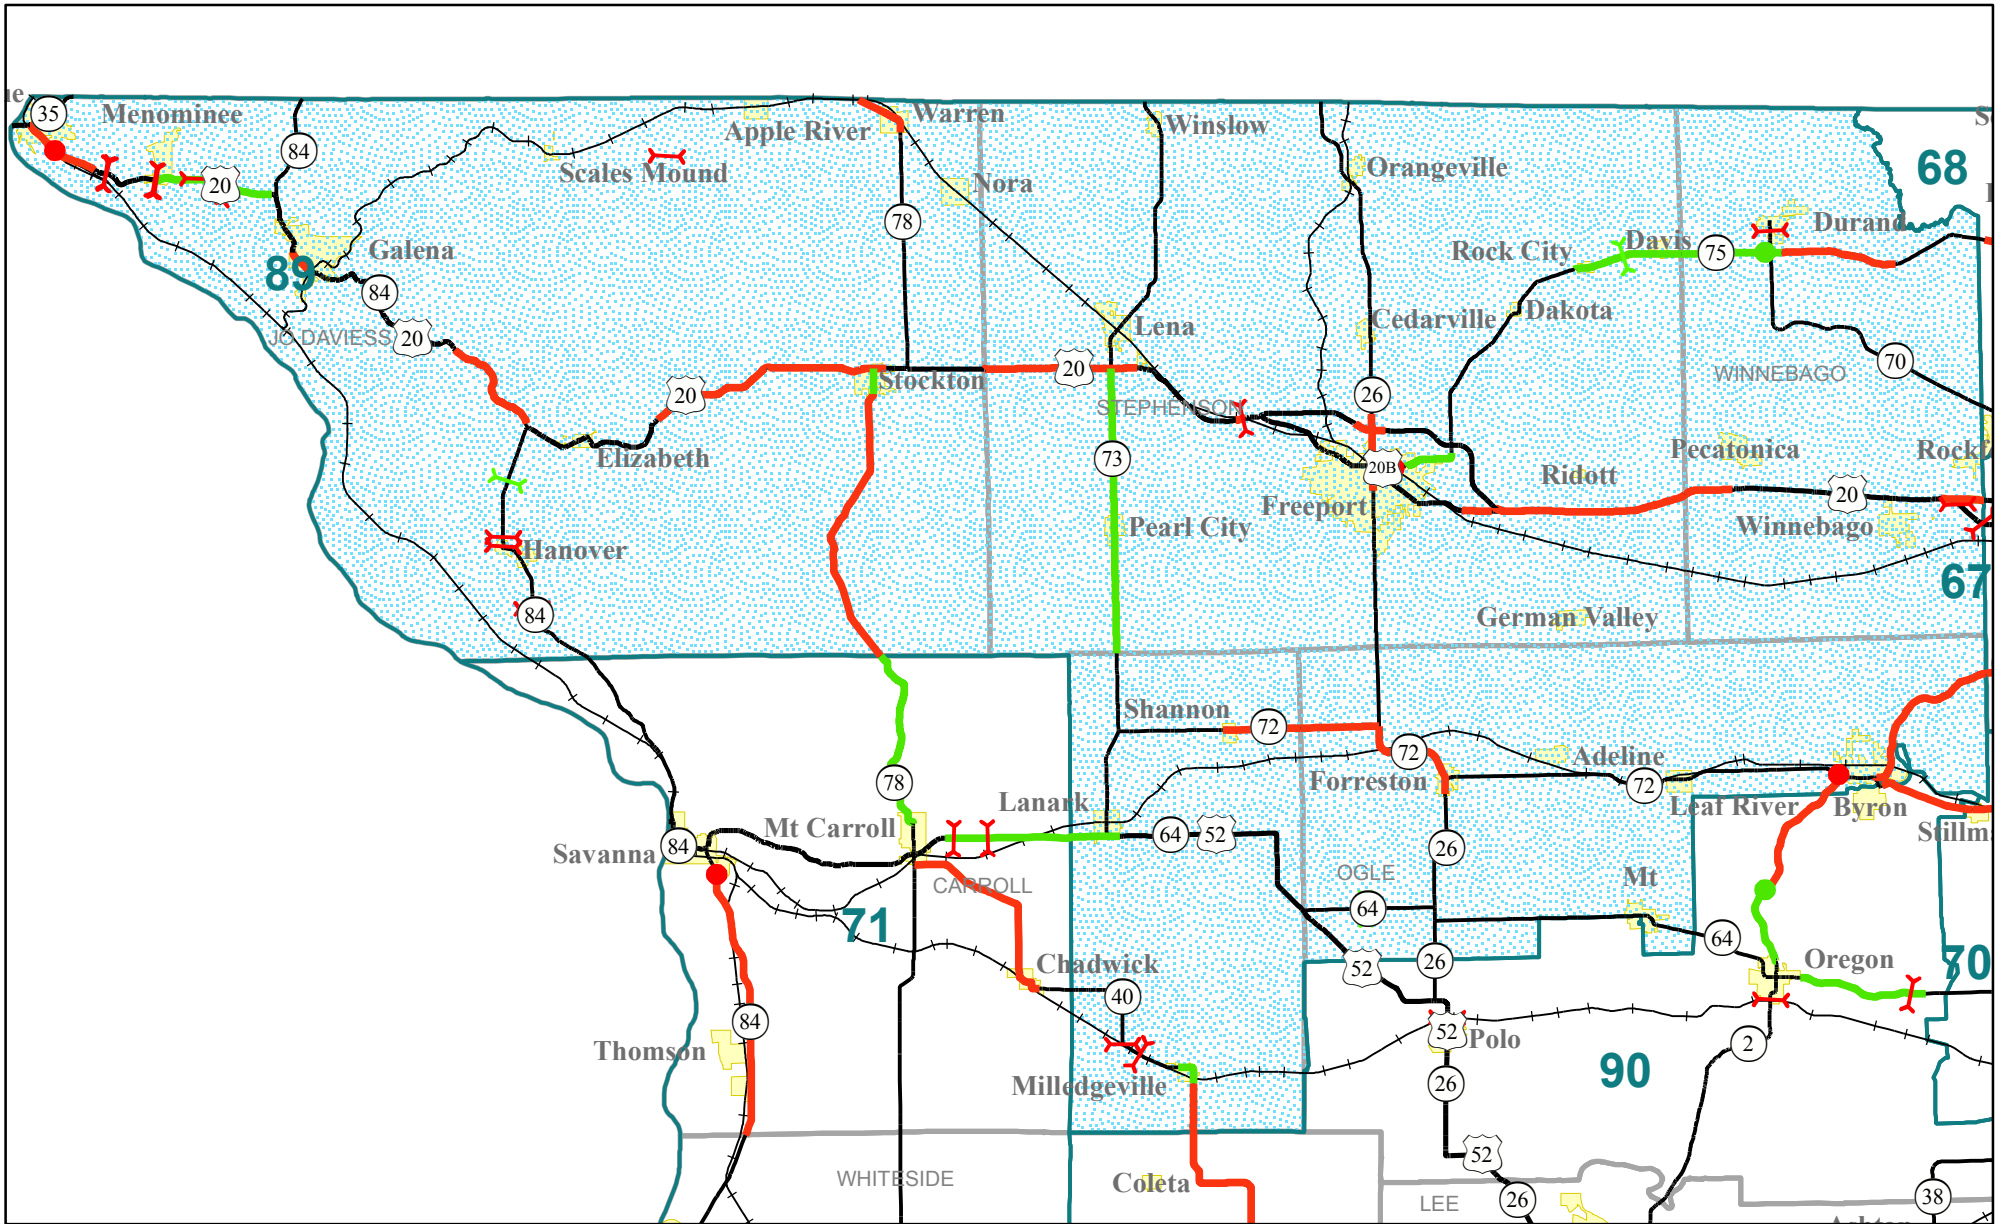 ue
35
Menominee
84
20
Apple River
Warren
Scales Mound
Nora
Winslow
Orangeville
68
78
Galena
89
84
JO DAVIESS
20
Rock City
Davis
75
Durand
Dakota
Cedarville
Lena
70
WINNEBAGO
20
Stockton
20
STEPHENSON
26
73
Elizabeth
20B
Ridott
Pecatonica
Rockf
20
Winnebago
Freeport
Pearl City
Hanover
84
67
German Valley
Shannon
72
72
Forreston
Adeline
72
Leaf River
Byron
Stillm
78
Lanark
Mt Carroll
64
52
Savanna
84
26
CARROLL
OGLE
Mt
71
64
64
Chadwick
52
26
Oregon
70
40
84
Thomson
52
Polo
2
Milledgeville
26
90
52
WHITESIDE
Coleta
LEE
26
38
Ashton